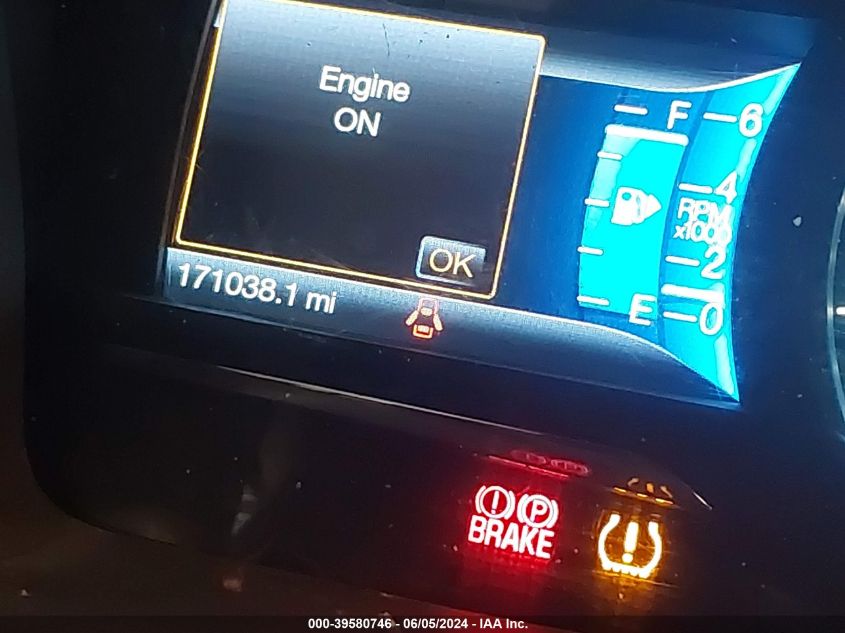 Engine
ON
OK
171038.1 mi
F
E
6
4
RPM
x1000
2
0
(!) (P)
BRAKE
(!)
000-39580746 - 06/05/2024 - IAA Inc.